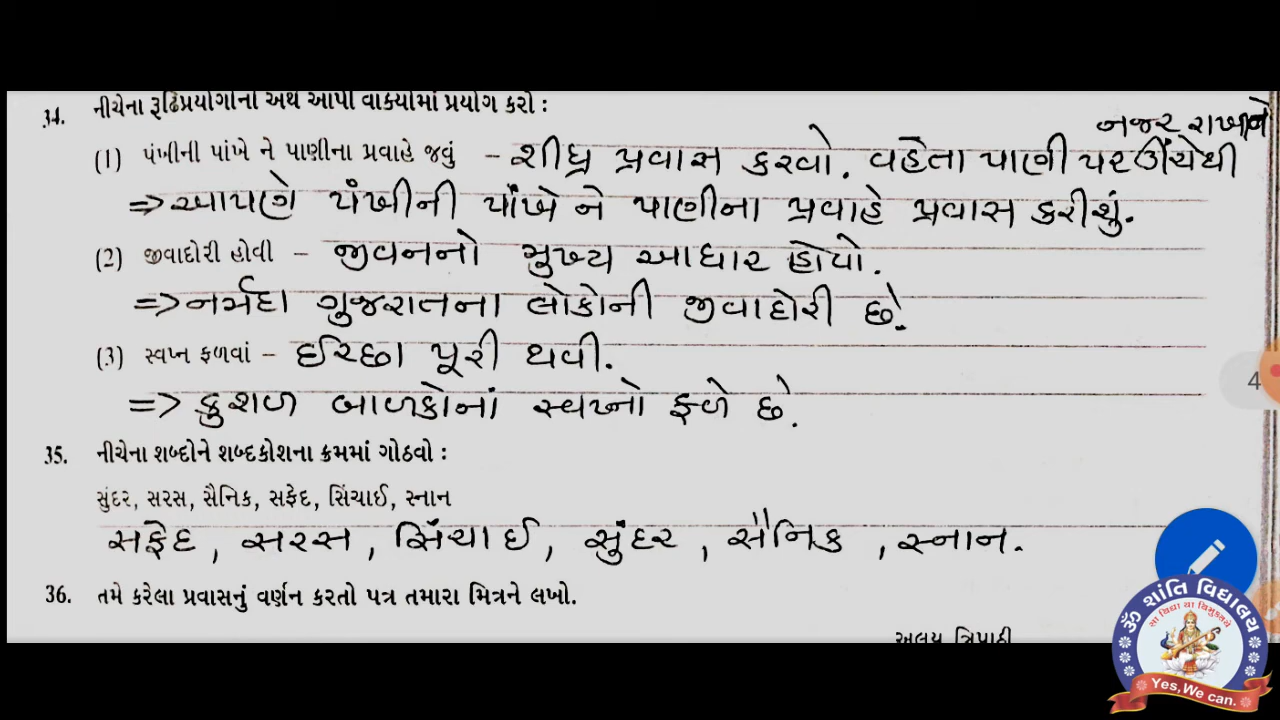 34. નીચેના રૂઢિપ્રયોગોના અર્થ આપી વાક્યોમાં પ્રયોગ કરો :
નજર રાખીને
(1) પંખીની પાંખે ને પાણીના પ્રવાહે જવું – શીઘ્ર પ્રવાસ કરવો. વહેતા પાણી પર ઊંચેથી
=> આપણે પંખીની પાંખે ને પાણીના પ્રવાહે પ્રવાસ કરીશું.
(2) જીવાદોરી હોવી – જીવનનો મુખ્ય આધાર હોવો.
=> નર્મદા ગુજરાતના લોકોની જીવાદોરી છે.
(3) સ્વપ્ન ફળવાં – ઈચ્છા પૂરી થવી.
=> કુશળ બાળકોનાં સ્વપ્નો ફળે છે.
35. નીચેના શબ્દોને શબ્દકોશના ક્રમમાં ગોઠવો :
સુંદર, સરસ, સૈનિક, સફેદ, સિંચાઈ, સ્નાન
સફેદ, સરસ, સિંચાઈ, સુંદર, સૈનિક, સ્નાન.
36. તમે કરેલા પ્રવાસનું વર્ણન કરતો પત્ર તમારા મિત્રને લખો.
અલય ત્રિપાઠી
4
ૐ શાંતિ વિદ્યાલય
सा विद्या या विमुक्तये
Yes, We can.